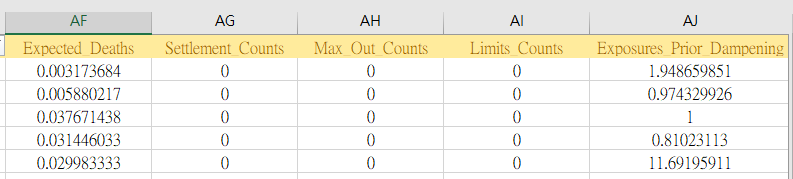 AF AG AH AI AJ
Expected_Deaths Settlement_Counts Max_Out_Counts Limits_Counts Exposures_Prior_Dampening
0.003173684 0 0 0 1.948659851
0.005880217 0 0 0 0.974329926
0.037671438 0 0 0 1
0.031446033 0 0 0 0.81023113
0.029983333 0 0 0 11.69195911